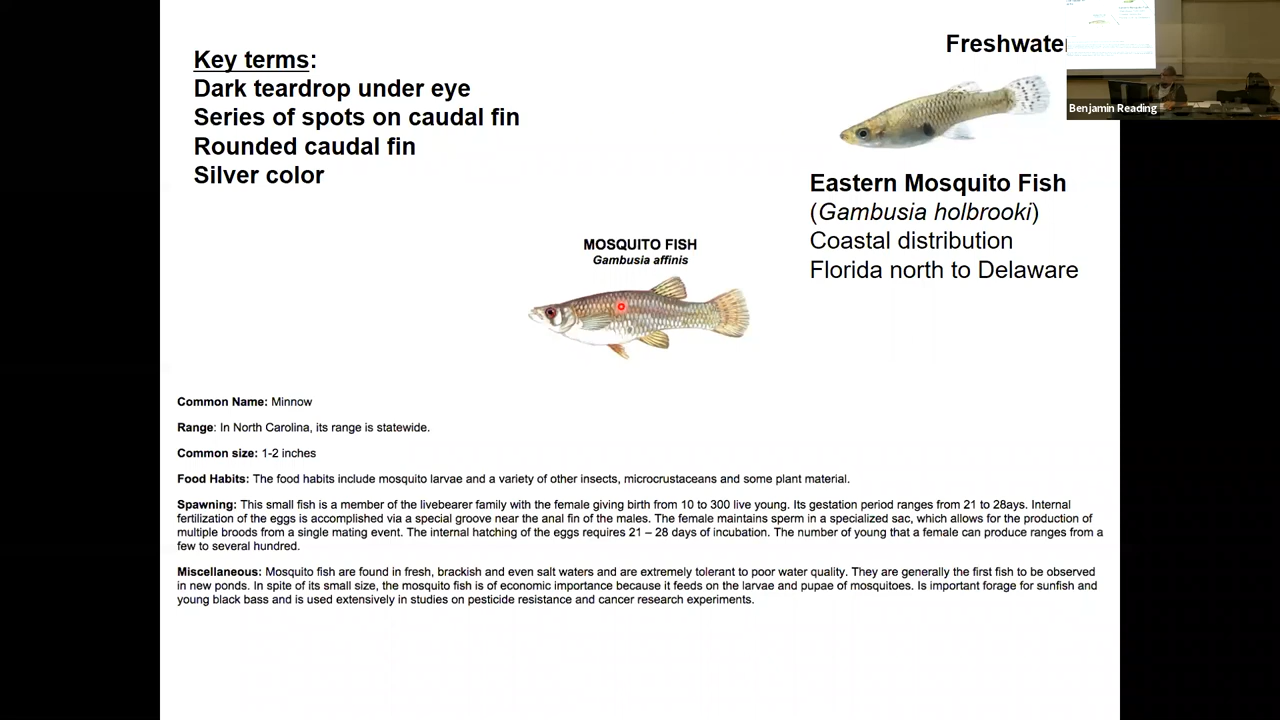 Key terms:
Dark teardrop under eye
Series of spots on caudal fin
Rounded caudal fin
Silver color
Freshwater
Benjamin Reading
Eastern Mosquito Fish
(Gambusia holbrooki)
Coastal distribution
Florida north to Delaware
MOSQUITO FISH
Gambusia affinis
Common Name: Minnow
Range: In North Carolina, its range is statewide.
Common size: 1-2 inches
Food Habits: The food habits include mosquito larvae and a variety of other insects, microcrustaceans and some plant material.
Spawning: This small fish is a member of the livebearer family with the female giving birth from 10 to 300 live young. Its gestation period ranges from 21 to 28ays. Internal
fertilization of the eggs is accomplished via a special groove near the anal fin of the males. The female maintains sperm in a specialized sac, which allows for the production of
multiple broods from a single mating event. The internal hatching of the eggs requires 21 – 28 days of incubation. The number of young that a female can produce ranges from a
few to several hundred.
Miscellaneous: Mosquito fish are found in fresh, brackish and even salt waters and are extremely tolerant to poor water quality. They are generally the first fish to be observed
in new ponds. In spite of its small size, the mosquito fish is of economic importance because it feeds on the larvae and pupae of mosquitoes. Is important forage for sunfish and
young black bass and is used extensively in studies on pesticide resistance and cancer research experiments.